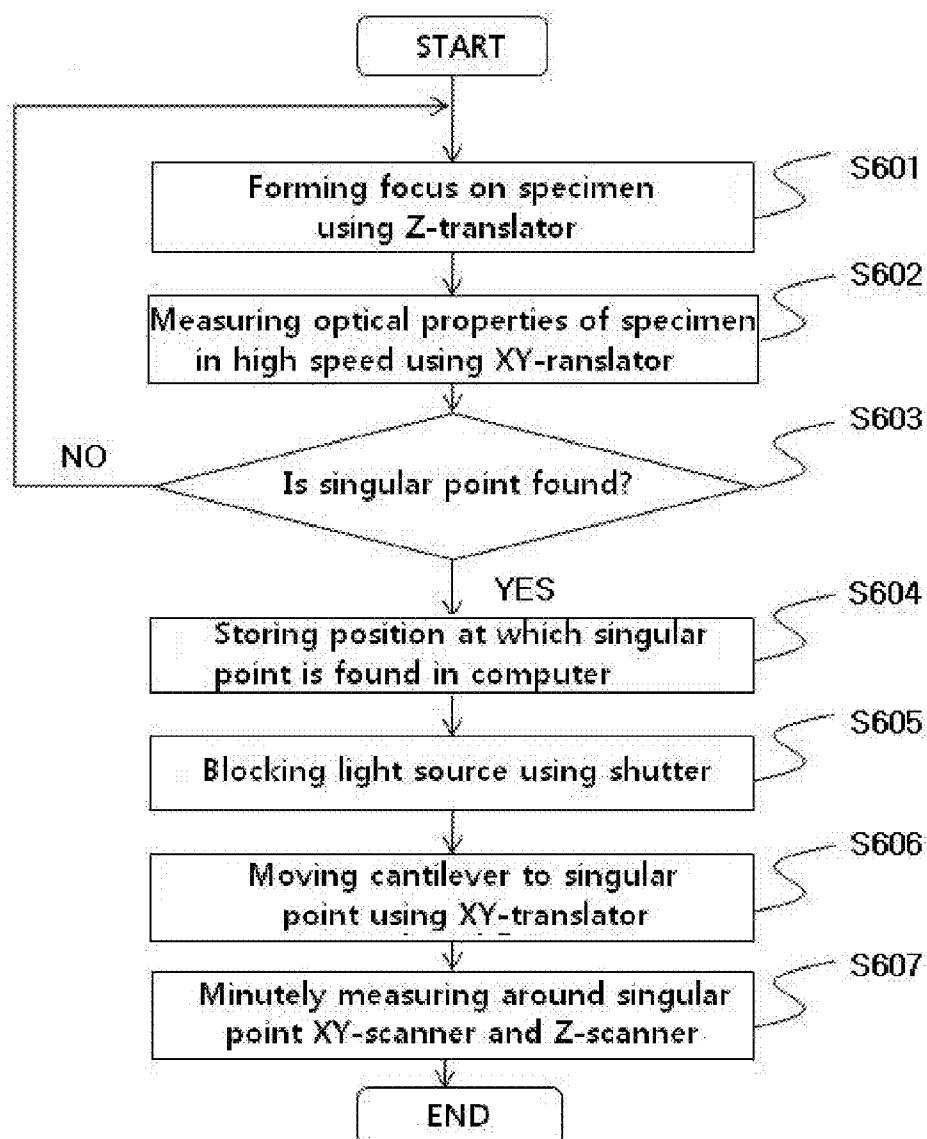 START
Forming focus on specimen
using Z-translator
S601
Measuring optical properties of specimen
in high speed using XY-ranslator
S602
Is singular point found?
S603
NO
YES
Storing position at which singular
point is found in computer
S604
Blocking light source using shutter
S605
Moving cantilever to singular
point using XY-translator
S606
Minutely measuring around singular
point XY-scanner and Z-scanner
S607
END